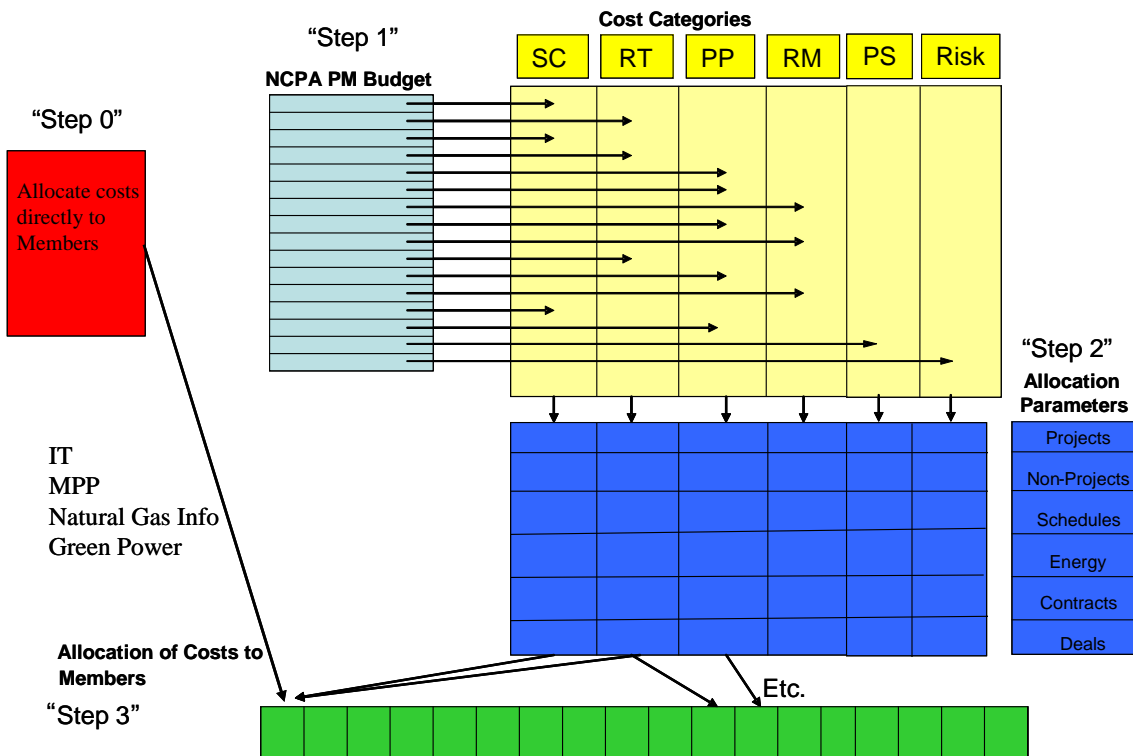 Cost Categories
“Step 1”
SC
RT
PP
RM
PS
Risk
NCPA PM Budget
“Step 0”
Allocate costs
directly to
Members
“Step 2”
Allocation
Parameters
Projects
Non-Projects
Schedules
Energy
Contracts
Deals
IT
MPP
Natural Gas Info
Green Power
Allocation of Costs to
Members
Etc.
“Step 3”